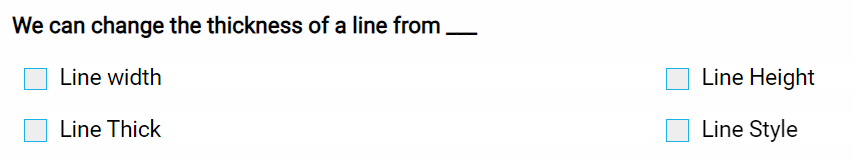 We can change the thickness of a line from ___
Line width
Line Height
Line Thick
Line Style